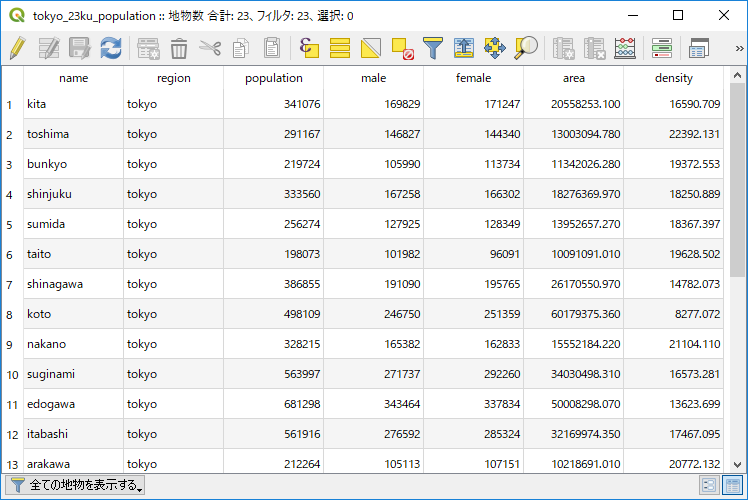 tokyo_23ku_population :: 地物数 合計: 23、フィルタ: 23、選択: 0
name region population male female area density
1 kita tokyo 341076 169829 171247 20558253.100 16590.709
2 toshima tokyo 291167 146827 144340 13003094.780 22392.131
3 bunkyo tokyo 219724 105990 113734 11342026.280 19372.553
4 shinjuku tokyo 333560 167258 166302 18276369.970 18250.889
5 sumida tokyo 256274 127925 128349 13952657.270 18367.397
6 taito tokyo 198073 101982 96091 10091091.010 19628.502
7 shinagawa tokyo 386855 191090 195765 26170550.970 14782.073
8 koto tokyo 498109 246750 251359 60179375.360 8277.072
9 nakano tokyo 328215 165382 162833 15552184.220 21104.110
10 suginami tokyo 563997 271737 292260 34030498.310 16573.281
11 edogawa tokyo 681298 343464 337834 50008298.070 13623.699
12 itabashi tokyo 561916 276592 285324 32169974.350 17467.095
13 arakawa tokyo 212264 105113 107151 10218691.010 20772.132
全ての地物を表示する